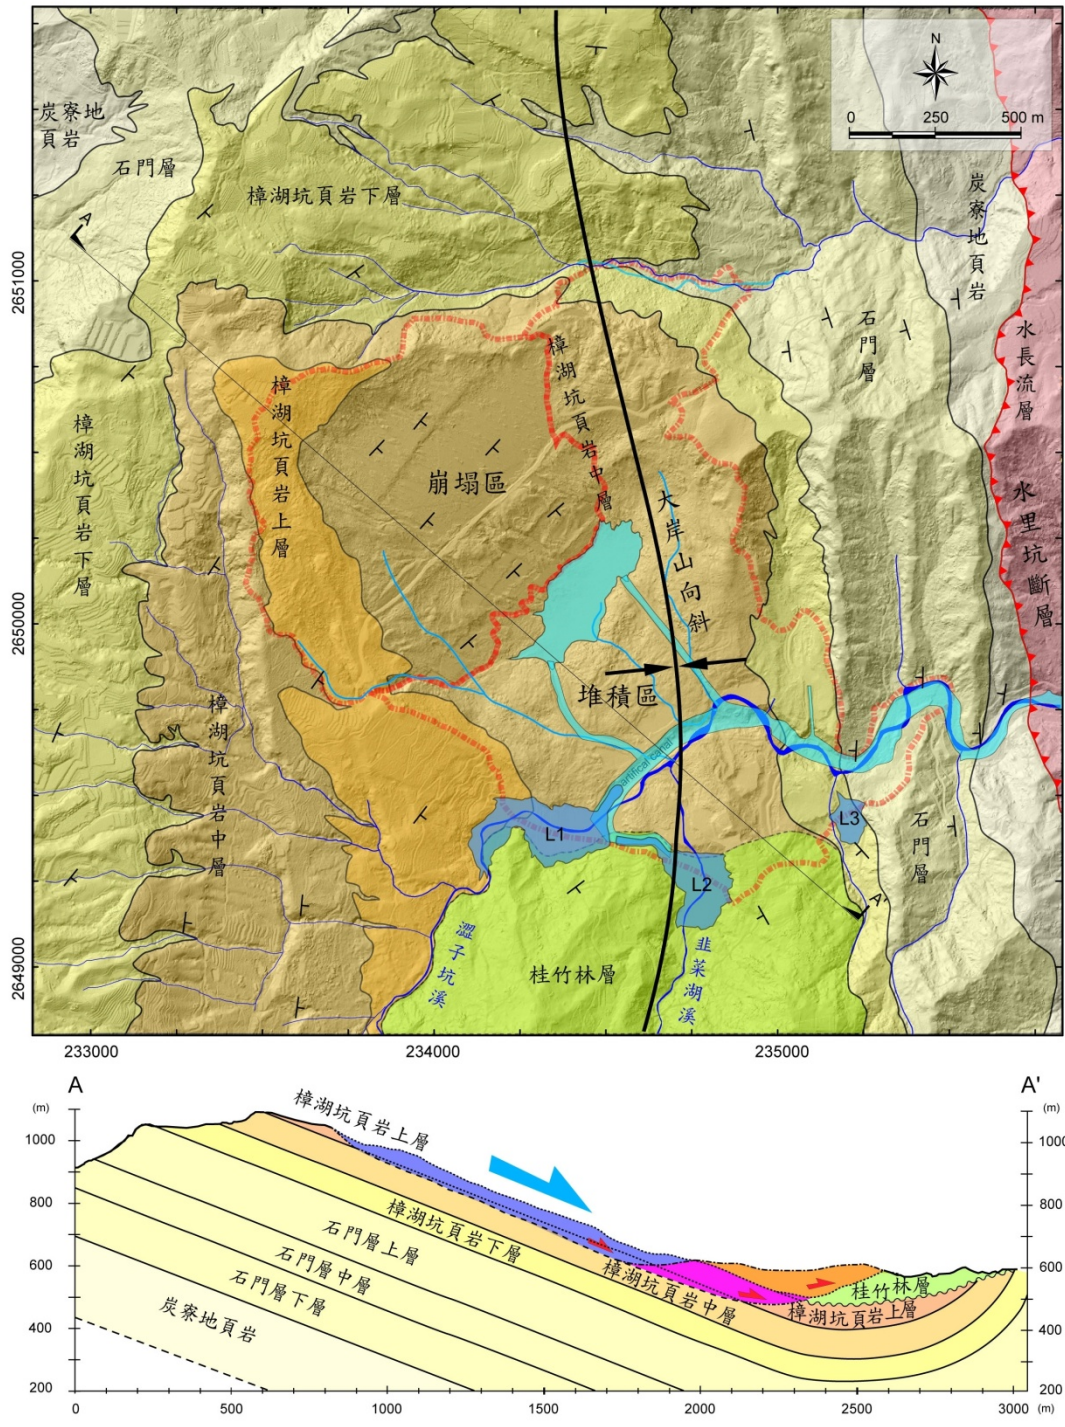 N
0 250 500 m
炭寮地
頁岩
石門層
樟湖坑頁岩下層
炭寮地頁岩
A
2651000
石門層
水長流層
樟湖坑頁岩中層
樟湖坑頁岩上層
樟湖坑頁岩下層
崩塌區
大岸山向斜
水里坑斷層
2650000
堆積區
樟湖坑頁岩中層
artifical canal
L1
L3
石門層
L2
A'
澀子坑溪
韭菜湖溪
桂竹林層
2649000
233000 234000 235000
A A'
(m) (m)
樟湖坑頁岩上層
1000 1000
800 800
樟湖坑頁岩下層
石門層上層
600 600
樟湖坑頁岩中層
桂竹林層
石門層中層
樟湖坑頁岩上層
石門層下層
炭寮地頁岩
400 400
200 200
0 500 1000 1500 2000 2500 3000 (m)